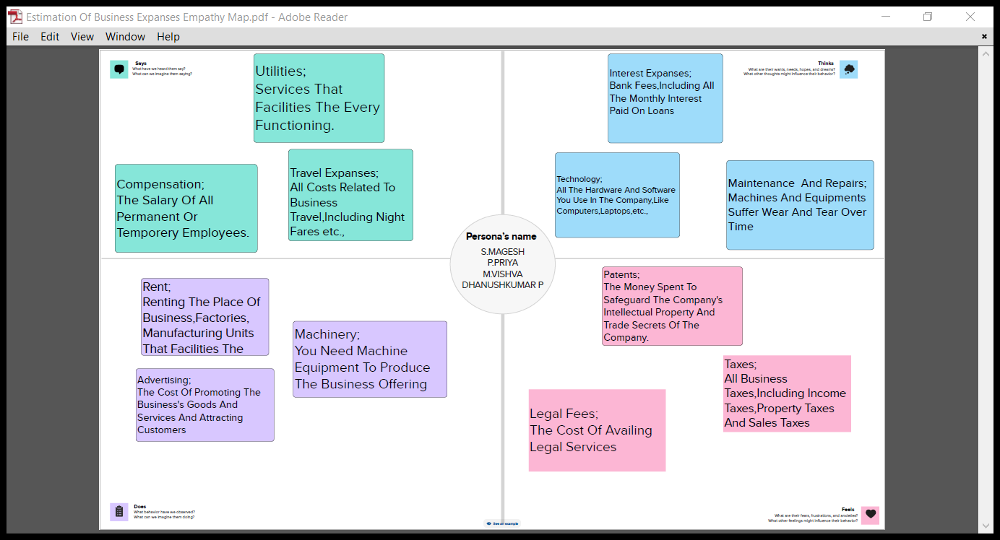 Estimation Of Business Expanses Empathy Map.pdf - Adobe Reader
File Edit View Window Help
Says
What have we heard them say?
What can we imagine them saying?
Utilities;
Services That
Facilities The Every
Functioning.
Compensation;
The Salary Of All
Permanent Or
Temporery Employees.
Travel Expanses;
All Costs Related To
Business
Travel,Including Night
Fares etc.,
Thinks
What are their wants, needs, hopes, and dreams?
What other thoughts might influence their behavior?
Interest Expanses;
Bank Fees,Including All
The Monthly Interest
Paid On Loans
Technology;
All The Hardware And Software
You Use In The Company,Like
Computers,Laptops,etc.,
Maintenance  And Repairs;
Machines And Equipments
Suffer Wear And Tear Over
Time
Persona's name
S.MAGESH
P.PRIYA
M.VISHVA
DHANUSHKUMAR P
Rent;
Renting The Place Of
Business,Factories,
Manufacturing Units
That Facilities The
Machinery;
You Need Machine
Equipment To Produce
The Business Offering
Advertising;
The Cost Of Promoting The
Business's Goods And
Services And Attracting
Customers
Does
What behavior have we observed?
What can we imagine them doing?
Patents;
The Money Spent To
Safeguard The Company's
Intellectual Property And
Trade Secrets Of The
Company.
Taxes;
All Business
Taxes,Including Income
Taxes,Property Taxes
And Sales Taxes
Legal Fees;
The Cost Of Availing
Legal Services
Feels
What are their fears, frustrations, and anxieties?
What other feelings might influence their behavior?
See an example